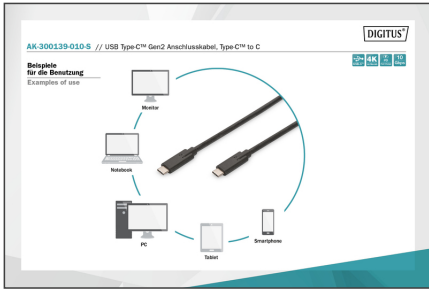 DIGITUS®
AK-300139-010-S // USB Type-C™ Gen2 Anschlusskabel, Type-C™ to C
4K
10
Gbps
Beispiele
für die Benutzung
Examples of use
Monitor
Notebook
PC
Tablet
Smartphone